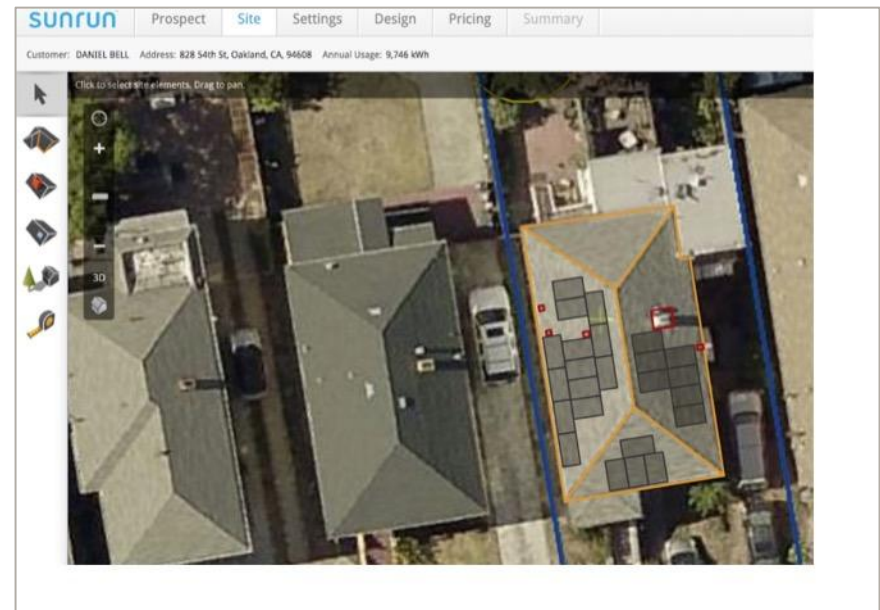 sunrun Prospect Site Settings Design Pricing Summary
Customer: DANIEL BELL Address: 828 54th St, Oakland, CA, 94608 Annual Usage: 9,746 kWh
Click to select site elements. Drag to pan.
3D